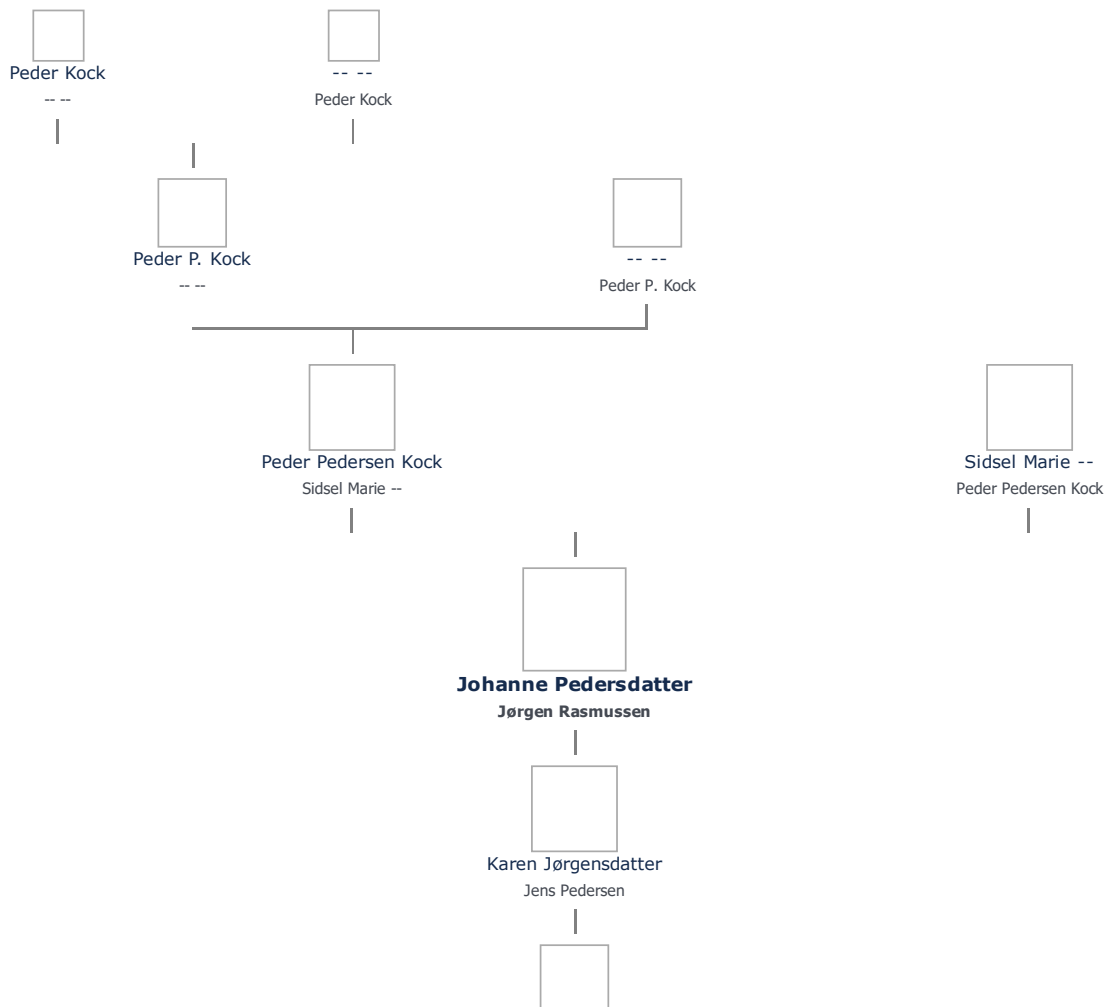 Peder Kock
-- --
-- --
Peder Kock
Peder P. Kock
-- --
-- --
Peder P. Kock
Peder Pedersen Kock
Sidsel Marie --
Sidsel Marie --
Peder Pedersen Kock
Johanne Pedersdatter
Jørgen Rasmussen
Karen Jørgensdatter
Jens Pedersen